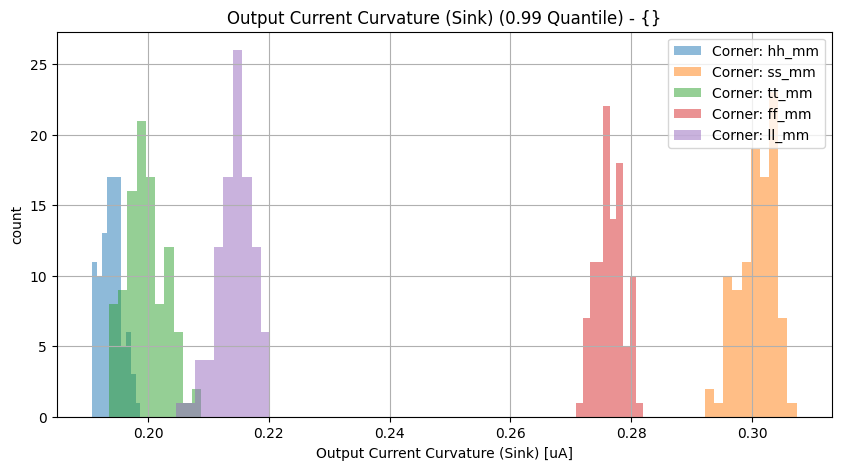 Output Current Curvature (Sink) (0.99 Quantile) - {}
Corner: hh_mm
Corner: ss_mm
Corner: tt_mm
Corner: ff_mm
Corner: ll_mm
25
20
15
10
5
0
count
0.20
0.22
0.24
0.26
0.28
0.30
Output Current Curvature (Sink) [uA]